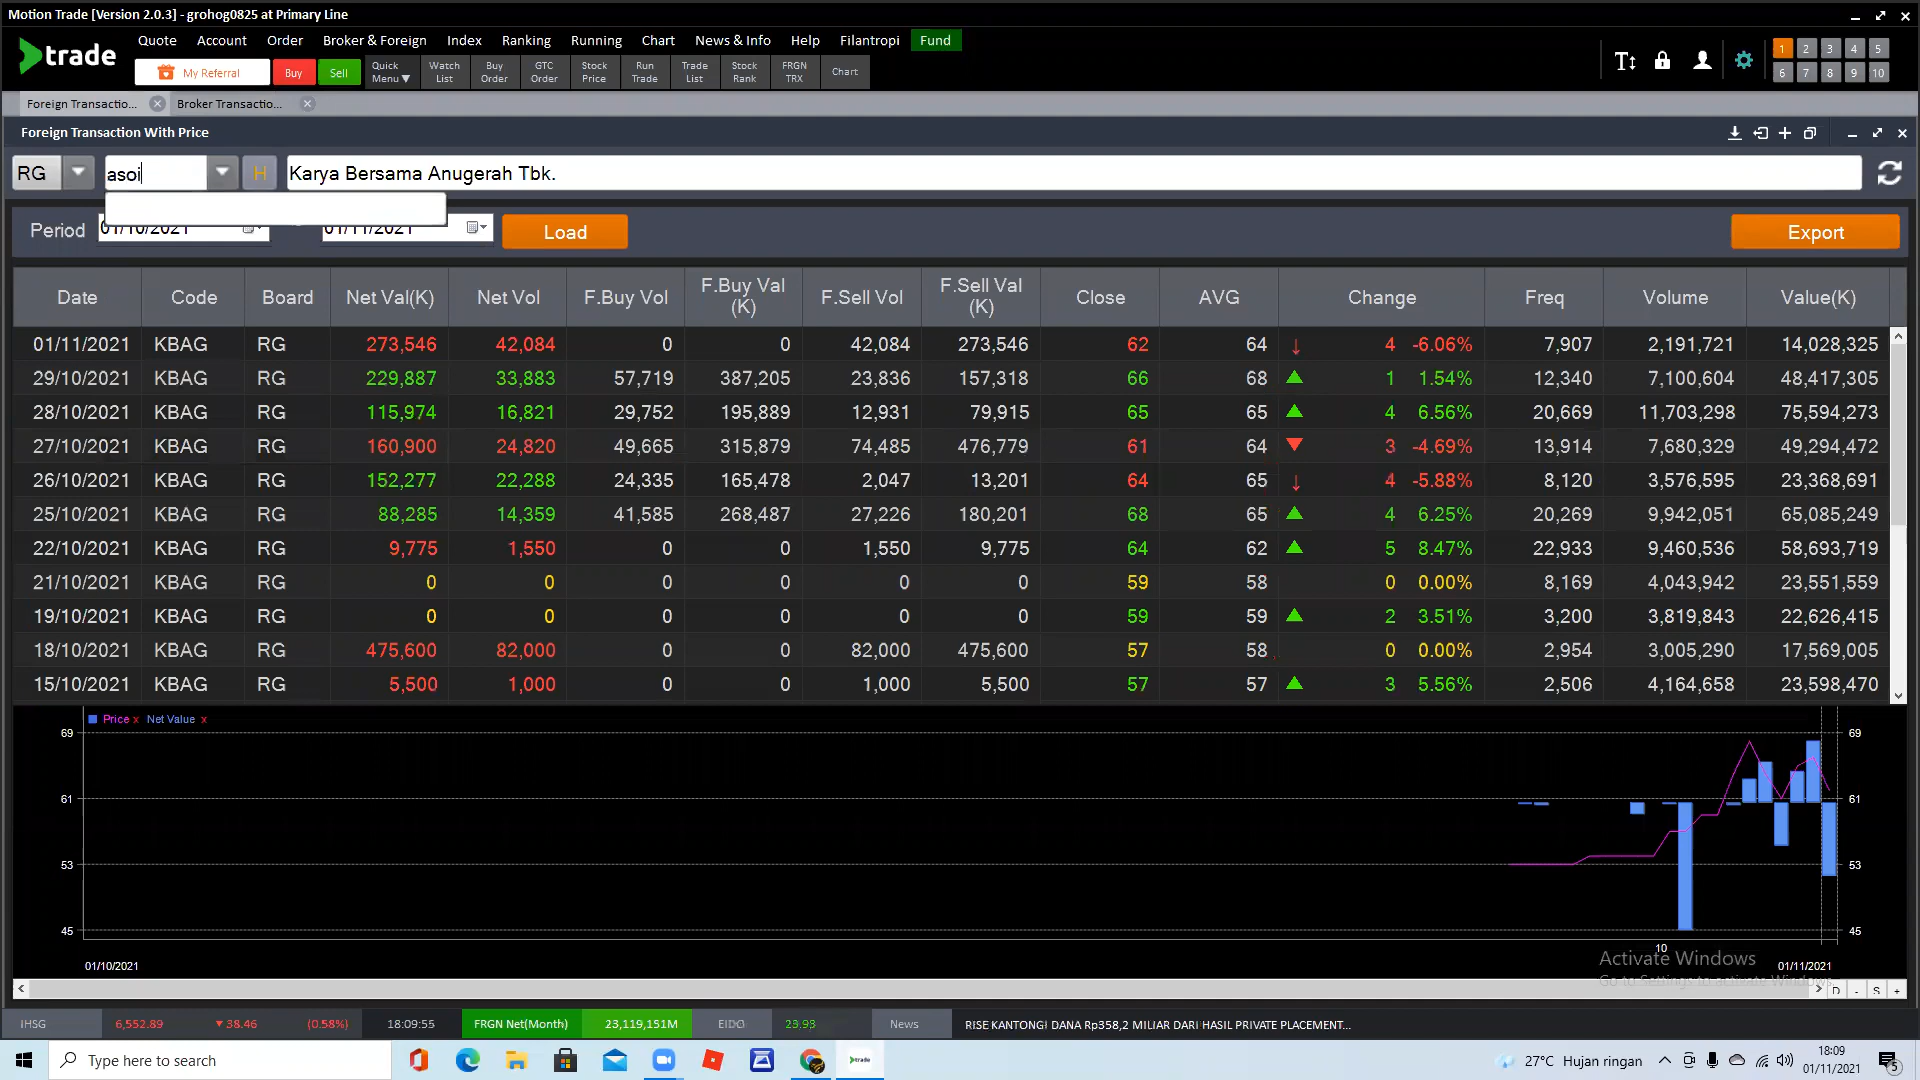 Motion Trade [Version 2.0.3] - grohog0825 at Primary Line
trade
Quote Account Order Broker & Foreign Index Ranking Running Chart News & Info Help Filantropi Fund
My Referral Buy Sell Quick Menu▼ Watch List Buy Order GTC Order Stock Price Run Trade Trade List Stock Rank FRGN TRX Chart
1 2 3 4 5
6 7 8 9 10
Foreign Transactio... Broker Transactio...
Foreign Transaction With Price
RG asoi H Karya Bersama Anugerah Tbk.
Period 01/10/2021 01/11/2021 Load Export
Date Code Board Net Val(K) Net Vol F.Buy Vol F.Buy Val (K) F.Sell Vol F.Sell Val (K) Close AVG Change Freq Volume Value(K)
01/11/2021 KBAG RG 273,546 42,084 0 0 42,084 273,546 62 64 ↓ 4 -6.06% 7,907 2,191,721 14,028,325
29/10/2021 KBAG RG 229,887 33,883 57,719 387,205 23,836 157,318 66 68 ▲ 1 1.54% 12,340 7,100,604 48,417,305
28/10/2021 KBAG RG 115,974 16,821 29,752 195,889 12,931 79,915 65 65 ▲ 4 6.56% 20,669 11,703,298 75,594,273
27/10/2021 KBAG RG 160,900 24,820 49,665 315,879 74,485 476,779 61 64 ▼ 3 -4.69% 13,914 7,680,329 49,294,472
26/10/2021 KBAG RG 152,277 22,288 24,335 165,478 2,047 13,201 64 65 ↓ 4 -5.88% 8,120 3,576,595 23,368,691
25/10/2021 KBAG RG 88,285 14,359 41,585 268,487 27,226 180,201 68 65 ▲ 4 6.25% 20,269 9,942,051 65,085,249
22/10/2021 KBAG RG 9,775 1,550 0 0 1,550 9,775 64 62 ▲ 5 8.47% 22,933 9,460,536 58,693,719
21/10/2021 KBAG RG 0 0 0 0 0 0 59 58 0 0.00% 8,169 4,043,942 23,551,559
19/10/2021 KBAG RG 0 0 0 0 0 0 59 59 ▲ 2 3.51% 3,200 3,819,843 22,626,415
18/10/2021 KBAG RG 475,600 82,000 0 0 82,000 475,600 57 58 0 0.00% 2,954 3,005,290 17,569,005
15/10/2021 KBAG RG 5,500 1,000 0 0 1,000 5,500 57 57 ▲ 3 5.56% 2,506 4,164,658 23,598,470
Price x Net Value x
69 69
61 61
53 53
45 45
10
Activate Windows
01/10/2021 01/11/2021
Go to Settings to activate Windows.
D - S +
IHSG 6,552.89 ▼38.46 (0.58%) 18:09:55 FRGN Net(Month) 23,119,151M EIDO 23.93 News RISE KANTONGI DANA Rp358,2 MILIAR DARI HASIL PRIVATE PLACEMENT...
Type here to search trade 27°C Hujan ringan 18:09
01/11/2021 5